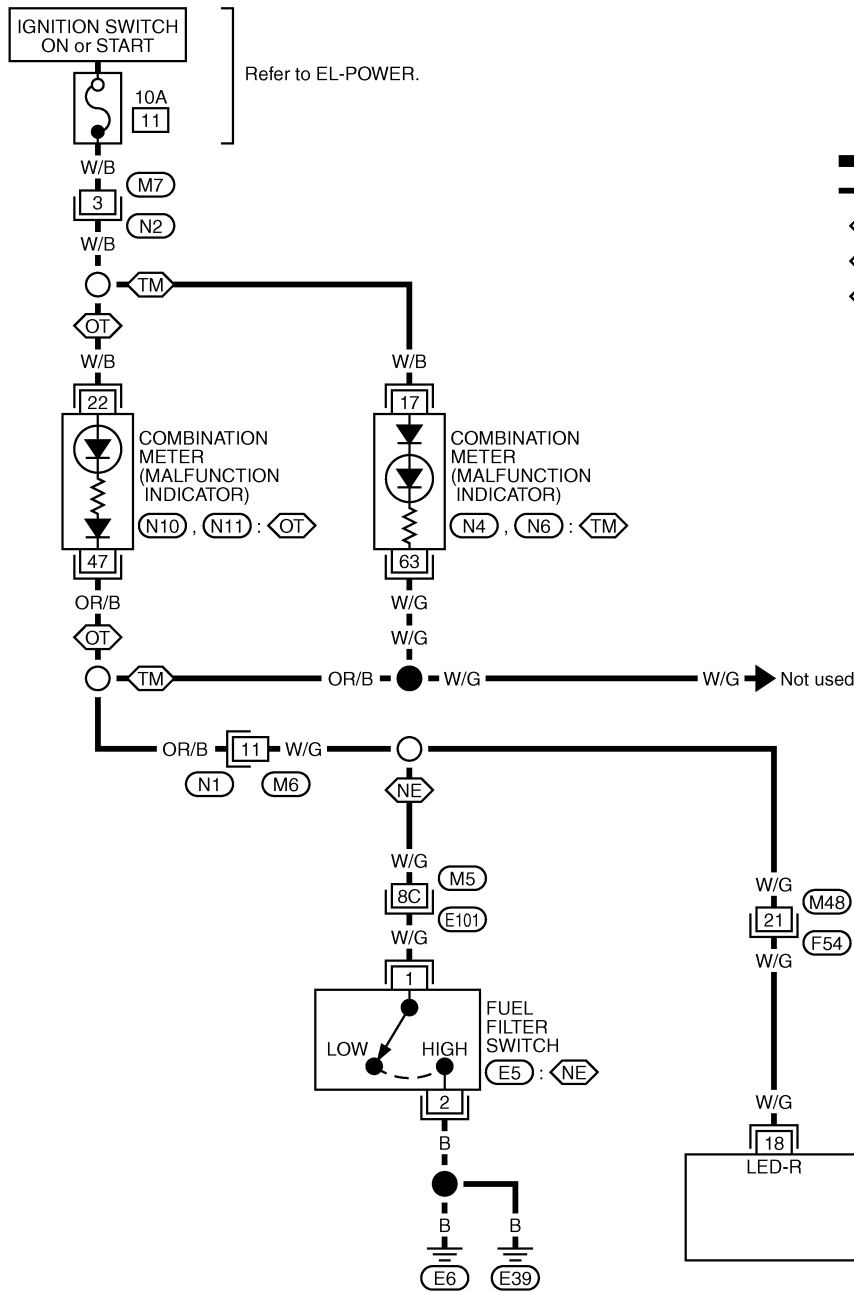 IGNITION SWITCH
ON or START
Refer to EL-POWER.
10A
11
W/B
M7
3
N2
W/B
TM
OT
W/B
W/B
22
17
COMBINATION
METER
(MALFUNCTION
INDICATOR)
N10 , N11 : OT
COMBINATION
METER
(MALFUNCTION
INDICATOR)
N4 , N6 : TM
47
63
OR/B
W/G
OT
W/G
TM
OR/B
W/G
W/G
Not used
OR/B
11
W/G
N1
M6
NE
W/G
M5
8C
E101
W/G
W/G
M48
21
F54
W/G
1
LOW
HIGH
FUEL
FILTER
SWITCH
E5 : NE
2
B
W/G
18
LED-R
B
B
E6
E39